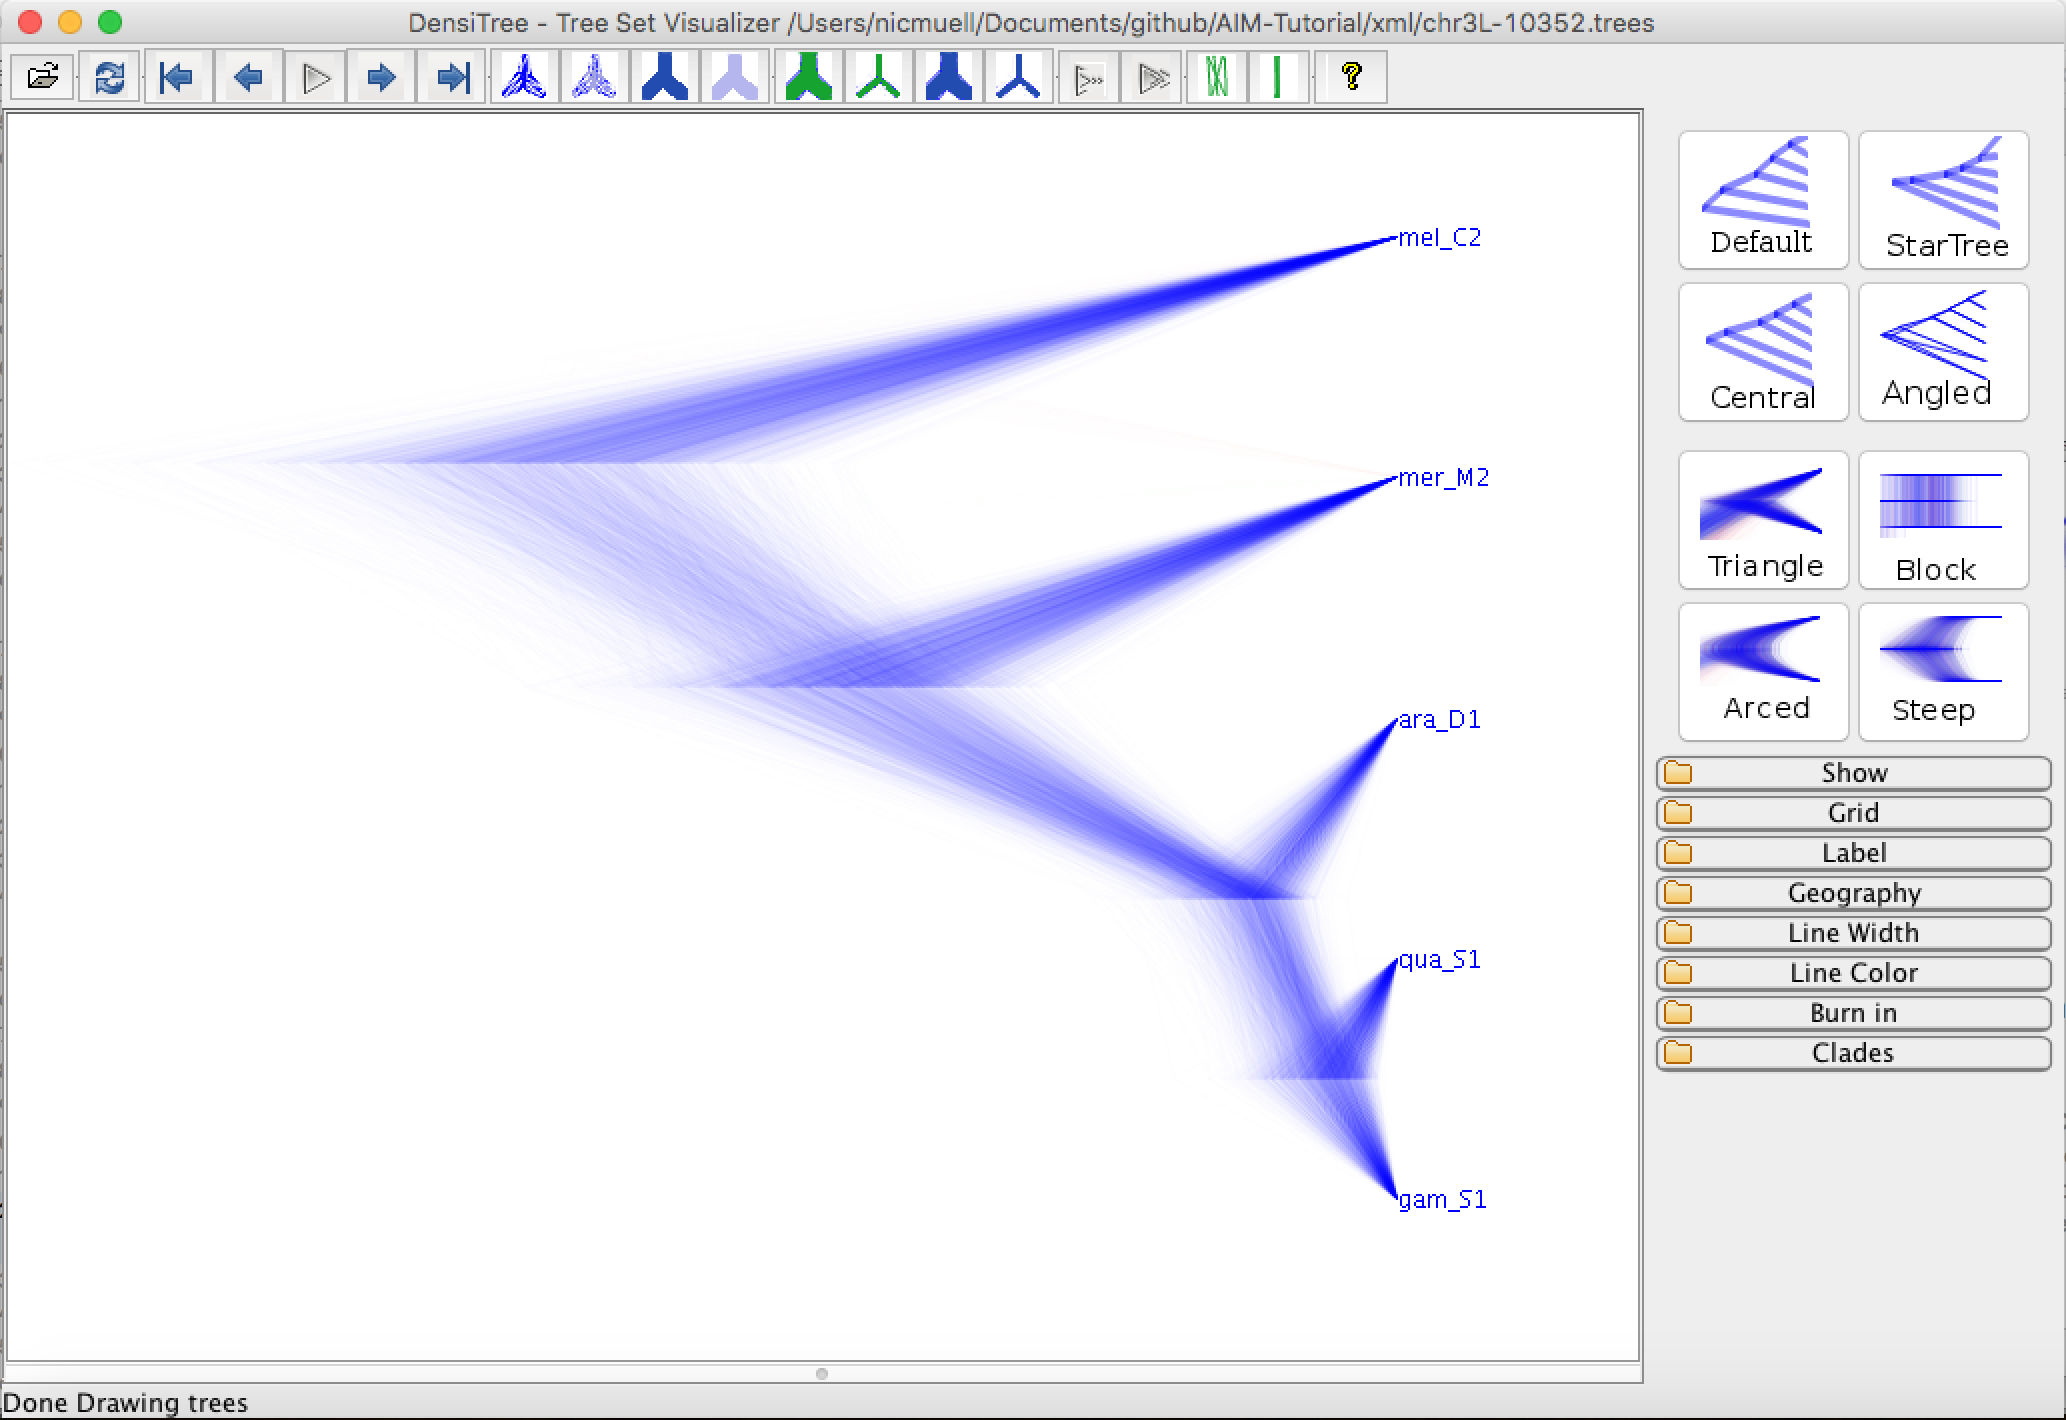 DensiTree - Tree Set Visualizer /Users/nicmuell/Documents/github/AIM-Tutorial/xml/chr3L-10352.trees
?
mel_C2
mer_M2
ara_D1
qua_S1
gam_S1
Default
StarTree
Central
Angled
Triangle
Block
Arced
Steep
Show
Grid
Label
Geography
Line Width
Line Color
Burn in
Clades
Done Drawing trees